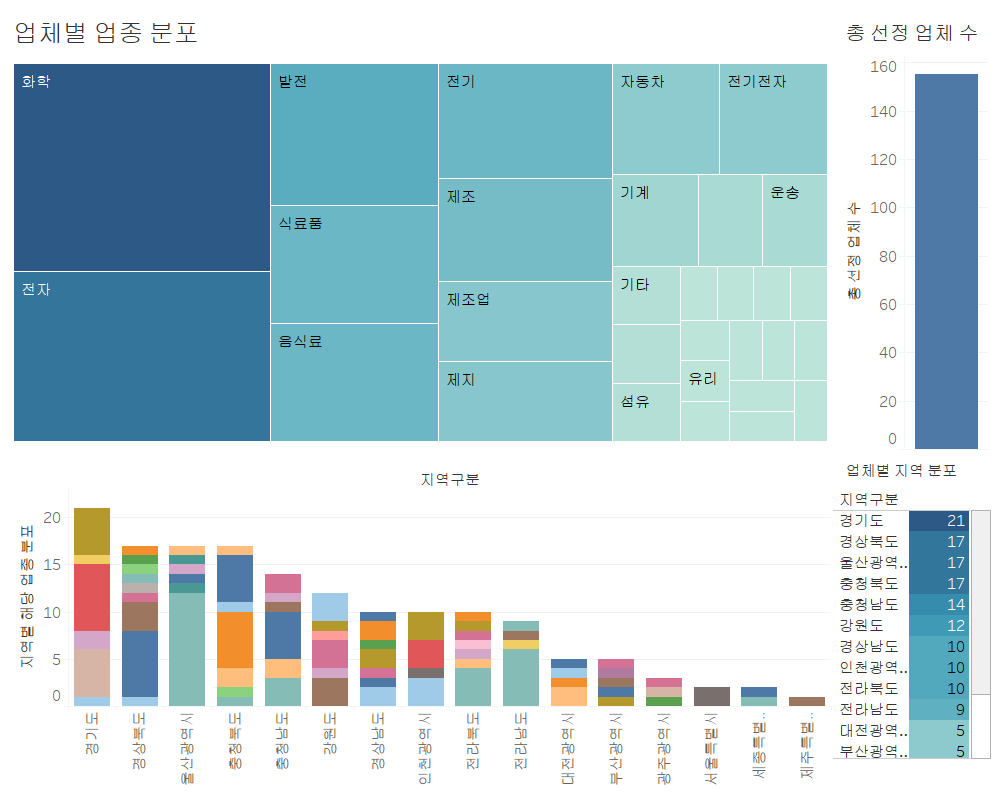 업체별 업종 분포
총 선정 업체 수
화학
발전
전기
자동차
전기전자
제조
기계
운송
식료품
전자
기타
제조업
음식료
제지
유리
섬유
160
140
120
100
80
60
40
20
0
총 선정 업체 수
지역구분
지역별 해당 업종 분포
20
15
10
5
0
경기도
경상북도
울산광역시
충청북도
충청남도
강원도
경상남도
인천광역시
전라북도
전라남도
대전광역시
부산광역시
광주광역시
서울특별시
세종특별..
제주특별..
업체별 지역 분포
지역구분
경기도 21
경상북도 17
울산광역.. 17
충청북도 17
충청남도 14
강원도 12
경상남도 10
인천광역.. 10
전라북도 10
전라남도 9
대전광역.. 5
부산광역.. 5